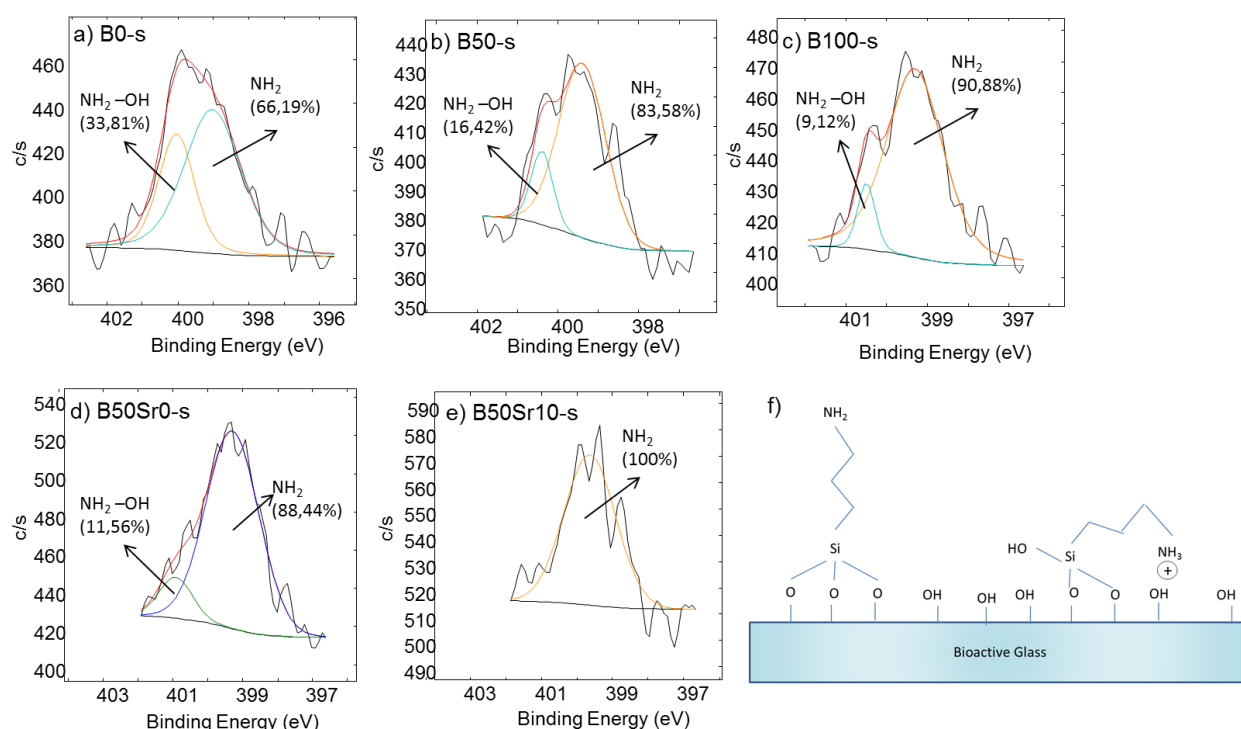 a) B0-s
460
440
420
400
380
360
c/s
NH2 –OH
(33,81%)
NH2
(66,19%)
402
400
398
396
Binding Energy (eV)
b) B50-s
440
430
420
410
400
390
380
370
360
350
c/s
NH2 –OH
(16,42%)
NH2
(83,58%)
402
400
398
Binding Energy (eV)
c) B100-s
480
470
460
450
440
430
420
410
400
c/s
NH2 –OH
(9,12%)
NH2
(90,88%)
401
399
397
Binding Energy (eV)
d) B50Sr0-s
540
520
500
480
460
440
420
400
c/s
NH2 –OH
(11,56%)
NH2
(88,44%)
403
401
399
397
Binding Energy (eV)
e) B50Sr10-s
590
580
570
560
550
540
530
520
510
500
490
c/s
NH2
(100%)
403
401
399
397
Binding Energy (eV)
f)
NH2
Si
HO
Si
NH3
+
O
O
O
OH
OH
OH
O
O
OH
OH
Bioactive Glass